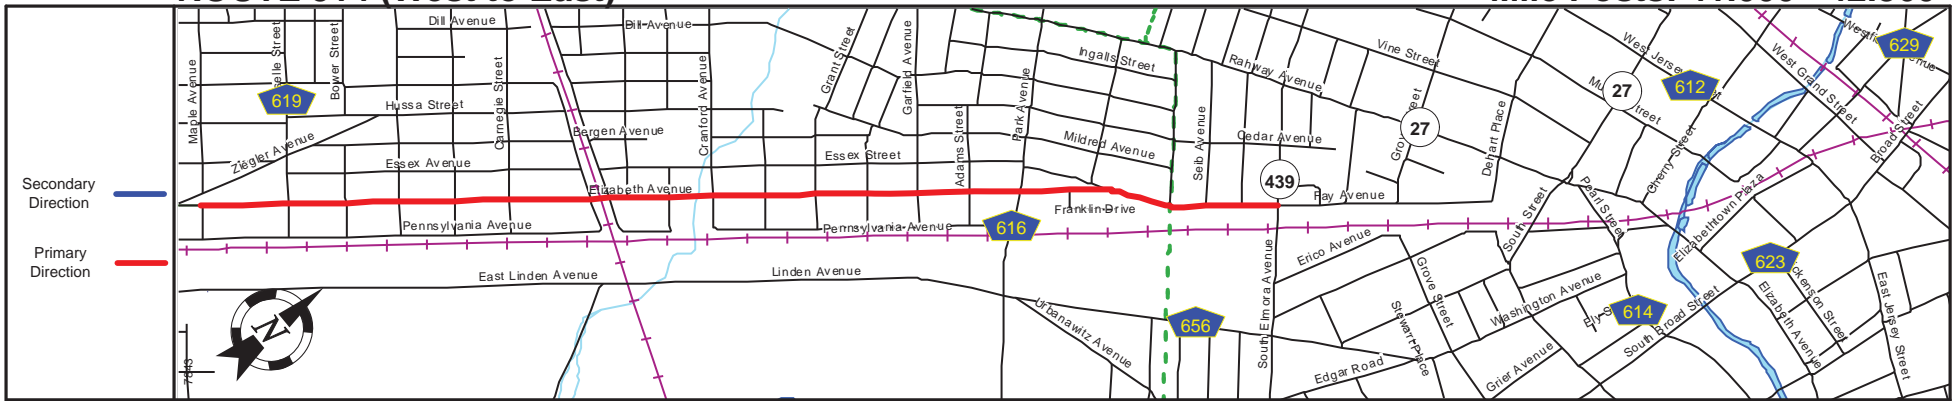 Secondary
Direction
Primary
Direction
Maple Avenue
Bower Street
Dill Avenue
Dill Avenue
619
Hussa Street
Ziegler Avenue
Essex Avenue
Carnegie Street
Bergen Avenue
Elizabeth Avenue
Cranford Avenue
Pennsylvania Avenue
Pennsylvania Avenue
East Linden Avenue
Linden Avenue
N
Grant Street
Garfield Avenue
Essex Street
Adams Street
Park Avenue
Ingalls Street
Mildred Avenue
Franklin Drive
616
Urbanawitz Avenue
656
Selb Avenue
Rahway Avenue
Cedar Avenue
439
Fay Avenue
South Elmora Avenue
Vine Street
27
Dehart Place
Erico Avenue
Grove Street
Stewart Place
Edgar Road
Washington Avenue
Grier Avenue
South Street
Pearl Street
South Broad Street
614
27
612
West Grand Street
Cherry Street
Elizabethtown Plaza
623
Elizabeth Avenue
East Jersey Street
Broad Street
629